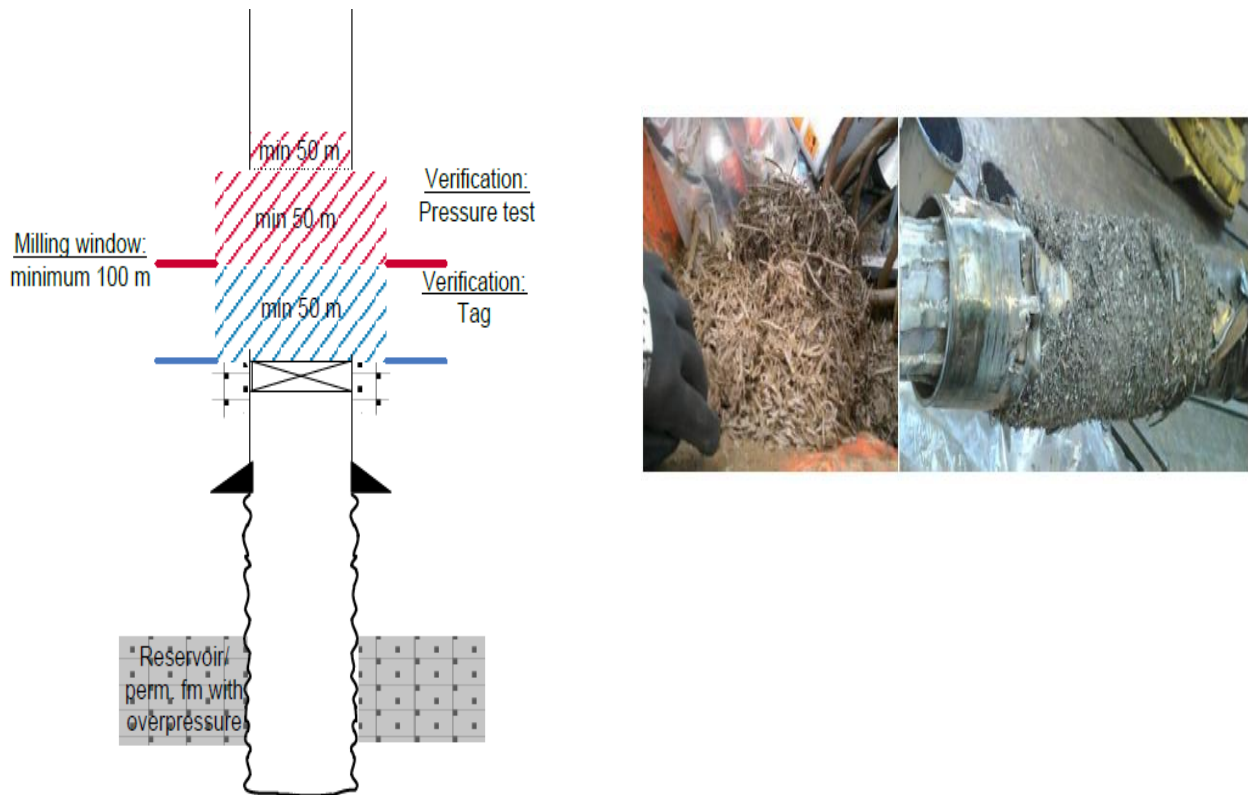 min 50 m
Verification:
Pressure test
min 50 m
Milling window:
minimum 100 m
Verification:
Tag
min 50 m
Reservoir/
perm. fm with
overpressure